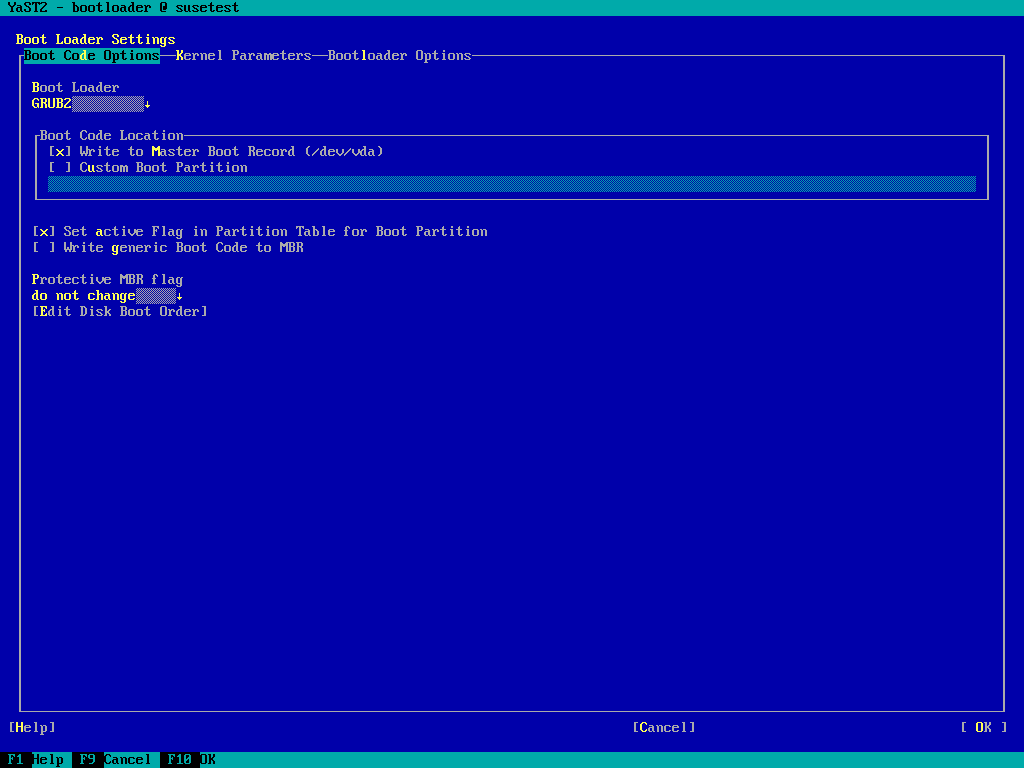 YaST2 - bootloader @ susetest
Boot Loader Settings
Boot Code Options Kernel Parameters Bootloader Options
Boot Loader
GRUB2 ↓
Boot Code Location
[x] Write to Master Boot Record (/dev/vda)
[ ] Custom Boot Partition
[x] Set active Flag in Partition Table for Boot Partition
[ ] Write generic Boot Code to MBR
Protective MBR flag
do not change ↓
[Edit Disk Boot Order]
[Help] [Cancel] [ OK ]
F1 Help F9 Cancel F10 OK